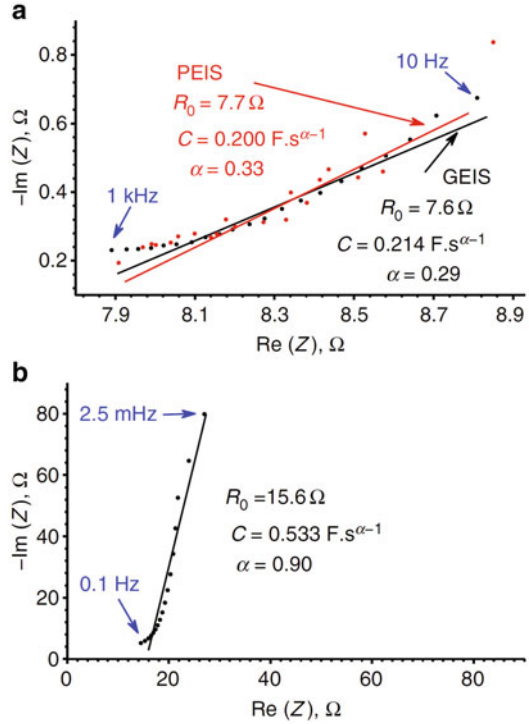 a
0.8
0.6
0.4
0.2
–Im (Z), Ω
PEIS
R0 = 7.7 Ω
C = 0.200 F.s^α–1
α = 0.33
10 Hz
1 kHz
GEIS
R0 = 7.6 Ω
C = 0.214 F.s^α–1
α = 0.29
7.9 8.1 8.3 8.5 8.7 8.9
Re (Z), Ω
b
80
60
40
20
0
–Im (Z), Ω
2.5 mHz
R0 =15.6 Ω
C = 0.533 F.s^α–1
α = 0.90
0.1 Hz
0 20 40 60 80
Re (Z), Ω